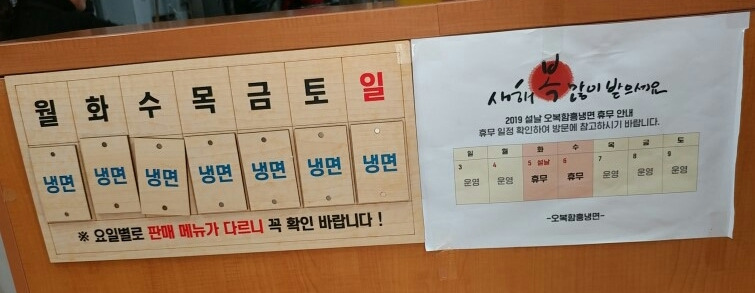 월 화 수 목 금 토 일
냉면 냉면 냉면 냉면 냉면 냉면 냉면
※ 요일별로 판매 메뉴가 다르니 꼭 확인 바랍니다 !
새해 복 많이 받으세요
2019 설날 오복함흥냉면 휴무 안내
휴무 일정 확인하여 방문에 참고하시기 바랍니다.
일 월 화 수 목 금 토
3 4 5 설날 6 7 8 9
운영 운영 휴무 휴무 운영 운영 운영
-오복함흥냉면-